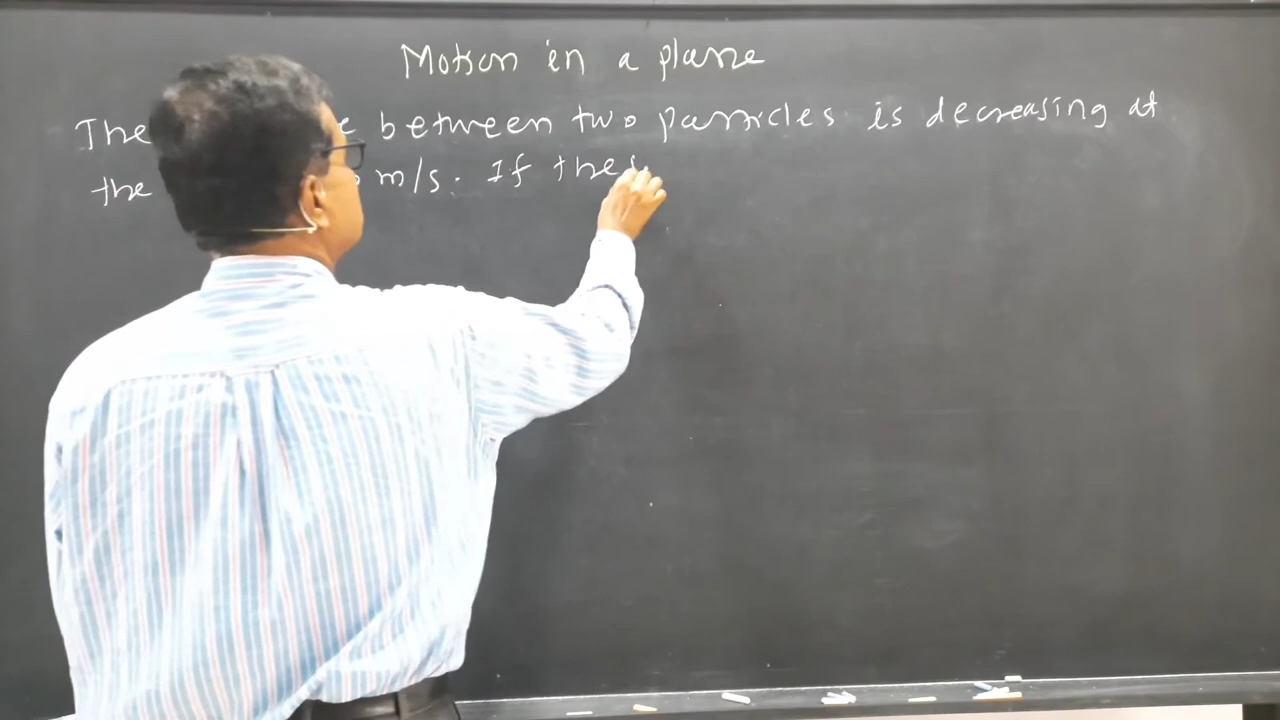 Motion in a plane
The between two particles is decreasing at
the m/s. If the